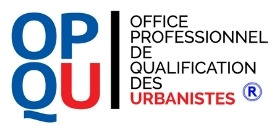 OP
QU
OFFICE
PROFESSIONNEL
DE
QUALIFICATION
DES
URBANISTES ®